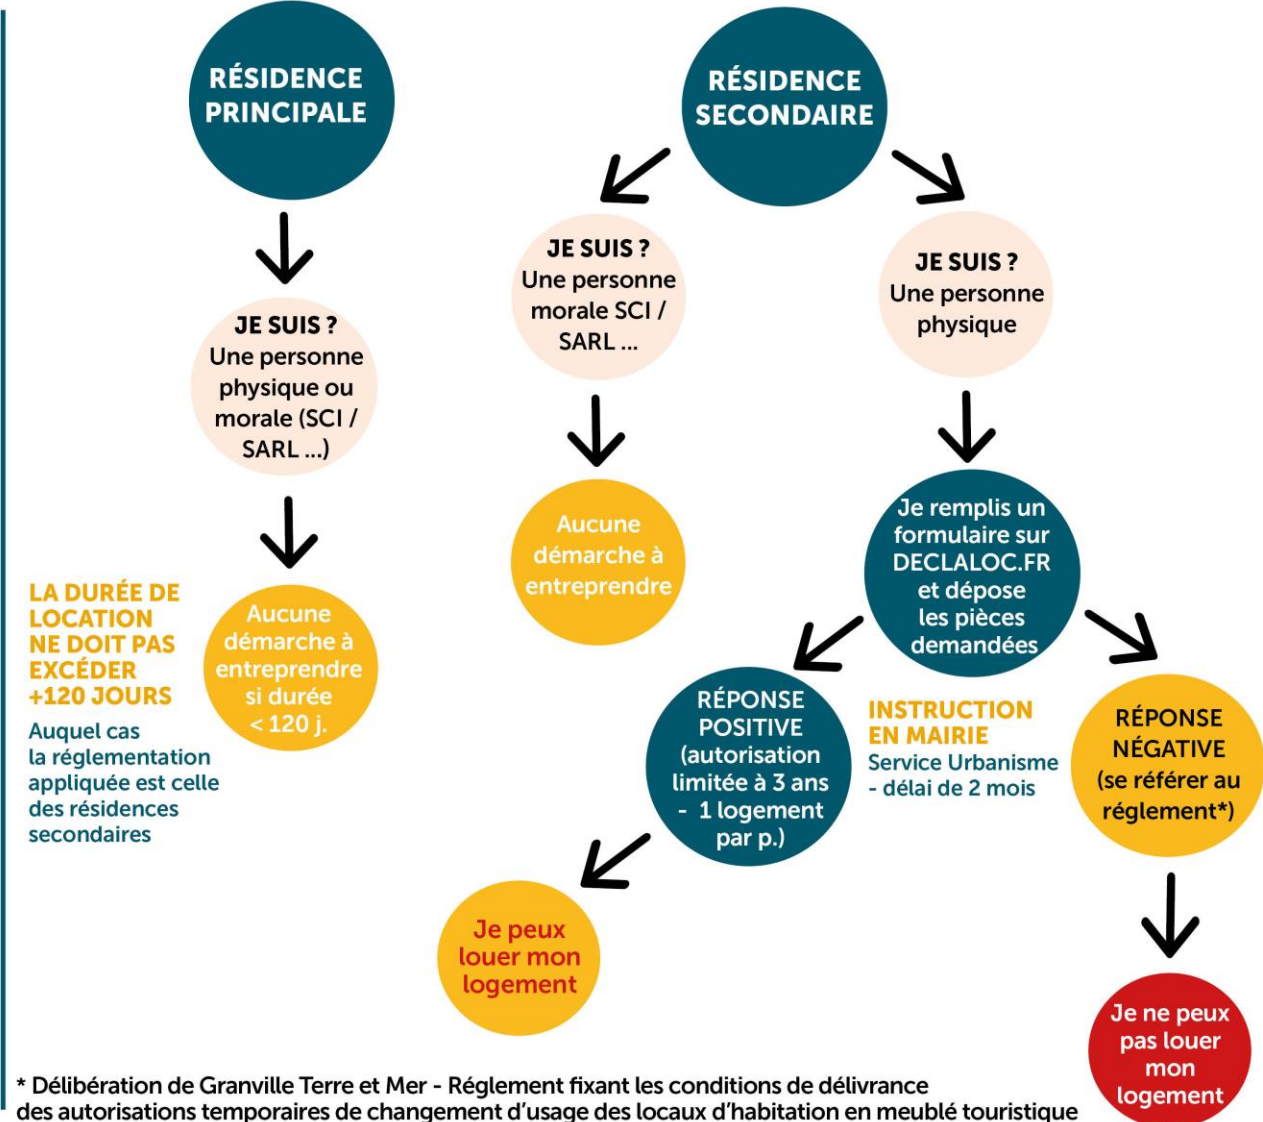 RÉSIDENCE
PRINCIPALE
JE SUIS ?
Une personne
physique ou
morale (SCI /
SARL ...)
LA DURÉE DE
LOCATION
NE DOIT PAS
EXCÉDER
+120 JOURS
Auquel cas
la réglementation
appliquée est celle
des résidences
secondaires
Aucune
démarche à
entreprendre
si durée
< 120 j.
RÉSIDENCE
SECONDAIRE
JE SUIS ?
Une personne
morale SCI /
SARL ...
Aucune
démarche à
entreprendre
JE SUIS ?
Une personne
physique
Je remplis un
formulaire sur
DECLALOC.FR
et dépose
les pièces
demandées
RÉPONSE
POSITIVE
(autorisation
limitée à 3 ans
- 1 logement
par p.)
INSTRUCTION
EN MAIRIE
Service Urbanisme
- délai de 2 mois
RÉPONSE
NÉGATIVE
(se référer au
réglement*)
Je peux
louer mon
logement
Je ne peux
pas louer
mon
logement
* Délibération de Granville Terre et Mer - Réglement fixant les conditions de délivrance
des autorisations temporaires de changement d'usage des locaux d'habitation en meublé touristique